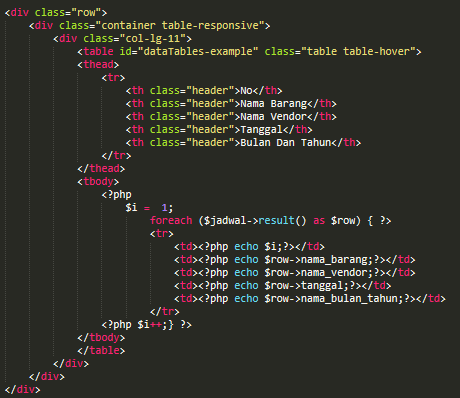 <div class="row">
<div class="container table-responsive">
<div class="col-lg-11">
<table id="dataTables-example" class="table table-hover">
<thead>
<tr>
<th class="header">No</th>
<th class="header">Nama Barang</th>
<th class="header">Nama Vendor</th>
<th class="header">Tanggal</th>
<th class="header">Bulan Dan Tahun</th>
</tr>
</thead>
<tbody>
<?php
$i = 1;
foreach ($jadwal->result() as $row) { ?>
<tr>
<td><?php echo $i;?></td>
<td><?php echo $row->nama_barang;?></td>
<td><?php echo $row->nama_vendor;?></td>
<td><?php echo $row->tanggal;?></td>
<td><?php echo $row->nama_bulan_tahun;?></td>
</tr>
<?php $i++;} ?>
</tbody>
</table>
</div>
</div>
</div>